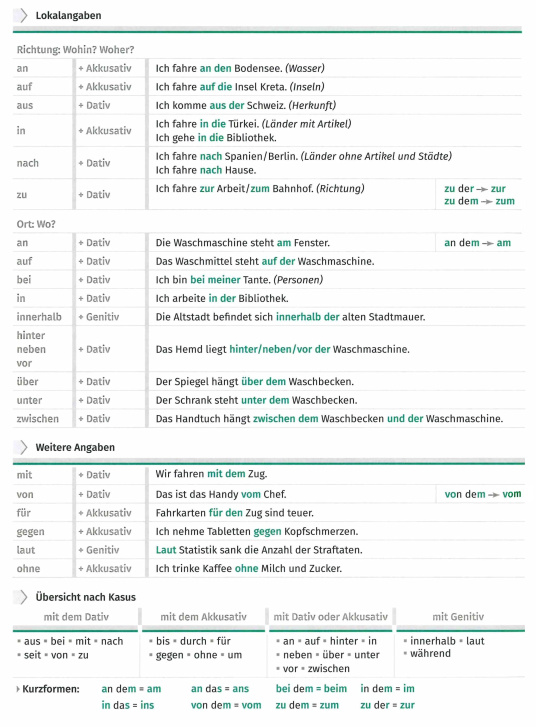 Lokalangaben
Richtung: Wohin? Woher?
an + Akkusativ Ich fahre an den Bodensee. (Wasser)
auf + Akkusativ Ich fahre auf die Insel Kreta. (Inseln)
aus + Dativ Ich komme aus der Schweiz. (Herkunft)
in + Akkusativ Ich fahre in die Türkei. (Länder mit Artikel)
Ich gehe in die Bibliothek.
nach + Dativ Ich fahre nach Spanien/Berlin. (Länder ohne Artikel und Städte)
Ich fahre nach Hause.
zu + Dativ Ich fahre zur Arbeit/zum Bahnhof. (Richtung) zu der → zur
zu dem → zum
Ort: Wo?
an + Dativ Die Waschmaschine steht am Fenster. an dem → am
auf + Dativ Das Waschmittel steht auf der Waschmaschine.
bei + Dativ Ich bin bei meiner Tante. (Personen)
in + Dativ Ich arbeite in der Bibliothek.
innerhalb + Genitiv Die Altstadt befindet sich innerhalb der alten Stadtmauer.
hinter
neben + Dativ Das Hemd liegt hinter/neben/vor der Waschmaschine.
vor
über + Dativ Der Spiegel hängt über dem Waschbecken.
unter + Dativ Der Schrank steht unter dem Waschbecken.
zwischen + Dativ Das Handtuch hängt zwischen dem Waschbecken und der Waschmaschine.
Weitere Angaben
mit + Dativ Wir fahren mit dem Zug.
von + Dativ Das ist das Handy vom Chef. von dem → vom
für + Akkusativ Fahrkarten für den Zug sind teuer.
gegen + Akkusativ Ich nehme Tabletten gegen Kopfschmerzen.
laut + Genitiv Laut Statistik sank die Anzahl der Straftaten.
ohne + Akkusativ Ich trinke Kaffee ohne Milch und Zucker.
Übersicht nach Kasus
mit dem Dativ mit dem Akkusativ mit Dativ oder Akkusativ mit Genitiv
▪ aus ▪ bei ▪ mit ▪ nach ▪ bis ▪ durch ▪ für ▪ an ▪ auf ▪ hinter ▪ in ▪ innerhalb ▪ laut
▪ seit ▪ von ▪ zu ▪ gegen ▪ ohne ▪ um ▪ neben ▪ über ▪ unter ▪ während
▪ vor ▪ zwischen
Kurzformen: an dem = am an das = ans bei dem = beim in dem = im
in das = ins von dem = vom zu dem = zum zu der = zur